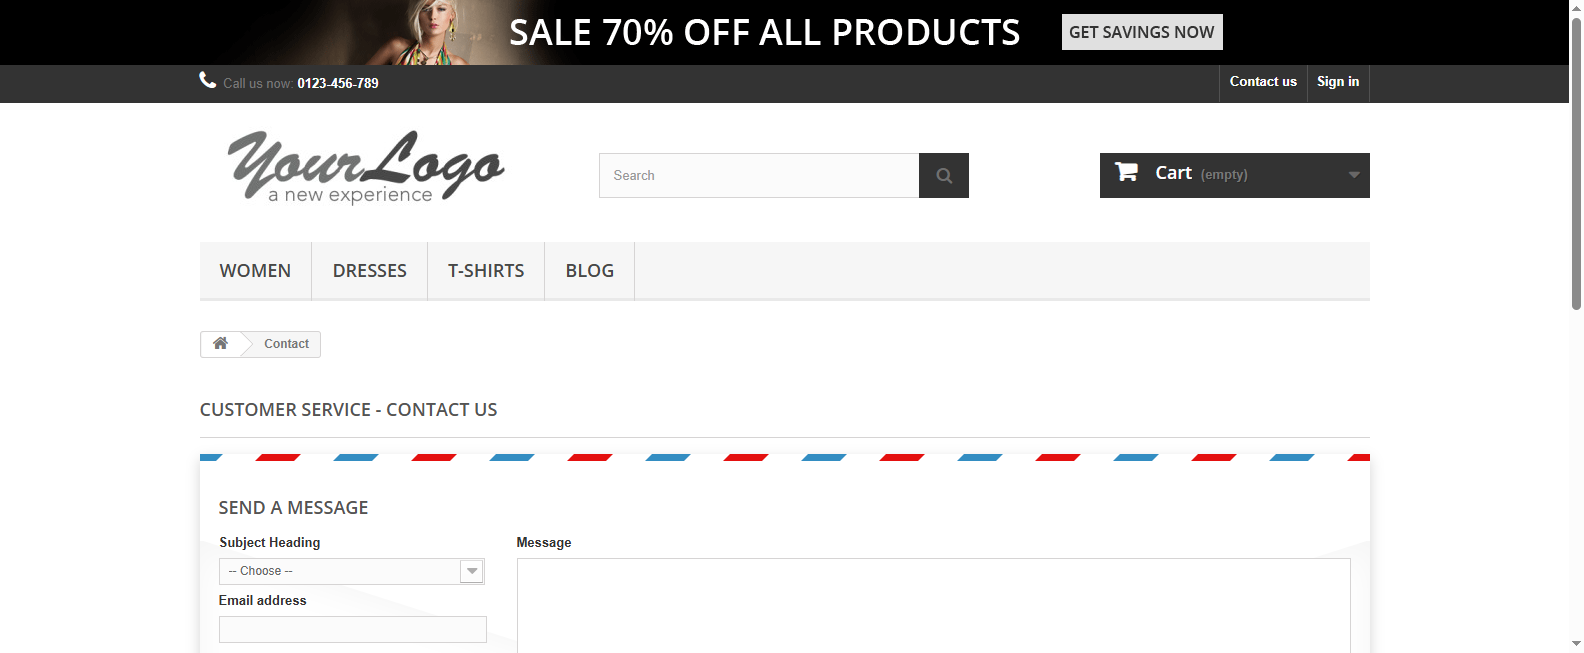 SALE 70% OFF ALL PRODUCTS GET SAVINGS NOW
Call us now: 0123-456-789 Contact us Sign in
YourLogo
a new experience
Search
Cart (empty)
WOMEN DRESSES T-SHIRTS BLOG
Contact
CUSTOMER SERVICE - CONTACT US
SEND A MESSAGE
Subject Heading Message
-- Choose --
Email address